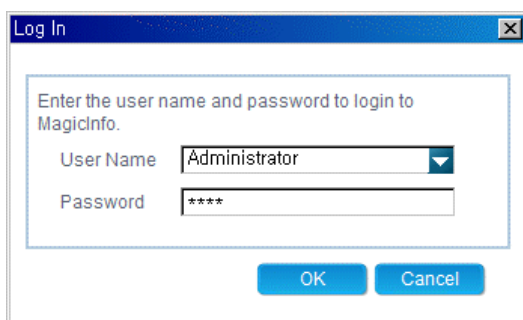 Log In
Enter the user name and password to login to
MagicInfo.
User Name Administrator
Password ****
OK Cancel